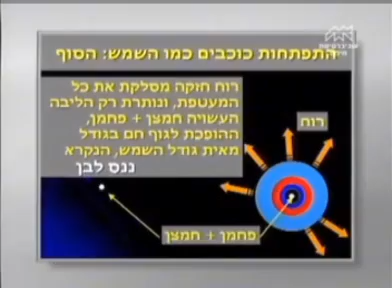 התפתחות כוכבים כמו השמש: הסוף
רוח חזקה מסלקת את כל
המעטפת, ונותרת רק הליבה
העשויה חמצן + פחמן,
ההופכת לגוף חם בגודל
מאית גודל השמש, הנקרא
ננס לבן
רוח
פחמן + חמצן